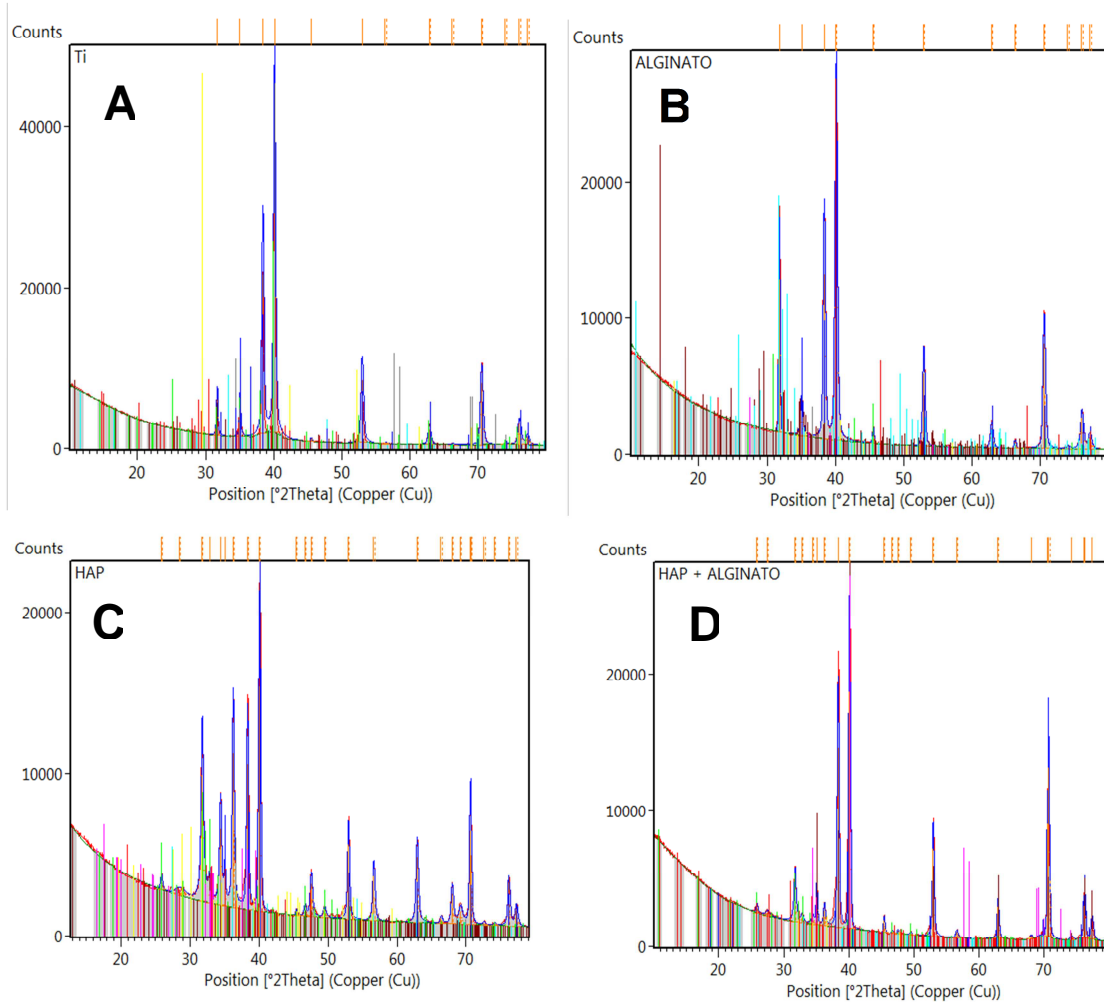 Counts
Ti
A
40000
20000
0
20 30 40 50 60 70
Position [°2Theta] (Copper (Cu))
Counts
ALGINATO
B
20000
10000
0
20 30 40 50 60 70
Position [°2Theta] (Copper (Cu))
Counts
HAP
C
20000
10000
0
20 30 40 50 60 70
Position [°2Theta] (Copper (Cu))
Counts
HAP + ALGINATO
D
20000
10000
0
20 30 40 50 60 70
Position [°2Theta] (Copper (Cu))